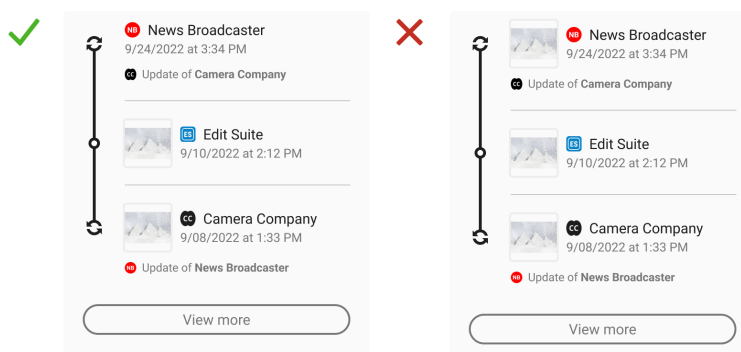 NB News Broadcaster
9/24/2022 at 3:34 PM
CC Update of Camera Company
ES Edit Suite
9/10/2022 at 2:12 PM
CC Camera Company
9/08/2022 at 1:33 PM
NB Update of News Broadcaster
View more
NB News Broadcaster
9/24/2022 at 3:34 PM
CC Update of Camera Company
ES Edit Suite
9/10/2022 at 2:12 PM
CC Camera Company
9/08/2022 at 1:33 PM
NB Update of News Broadcaster
View more